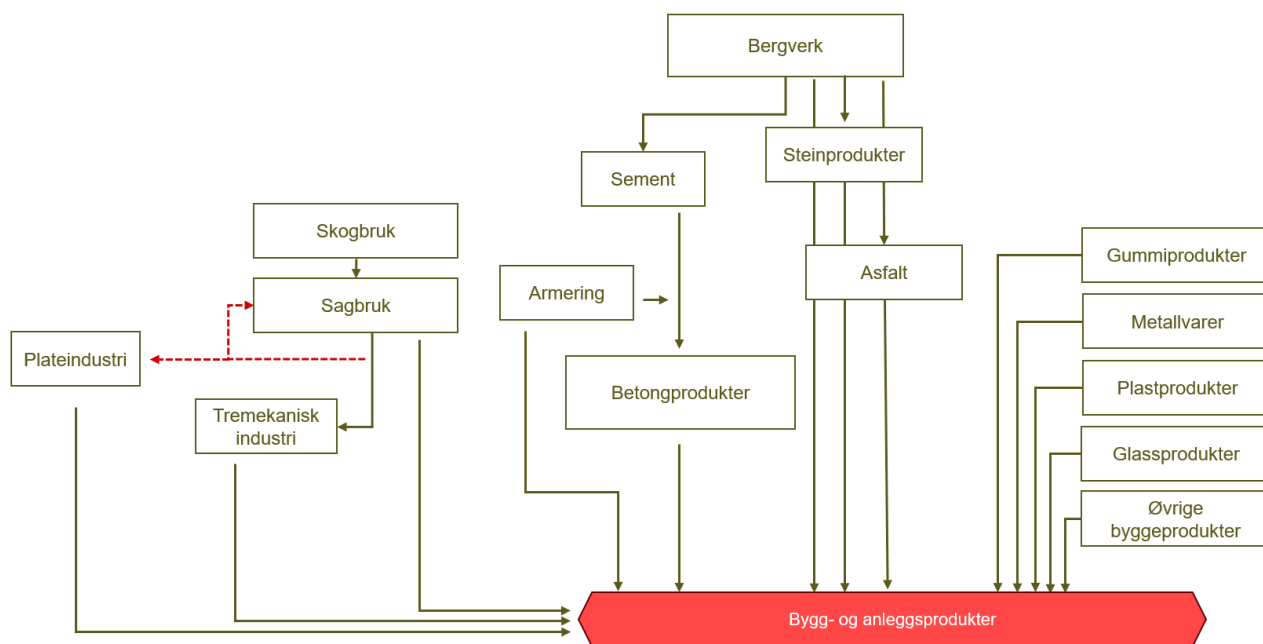 Bergverk
Steinprodukter
Sement
Skogbruk
Gummiprodukter
Asfalt
Armering
Sagbruk
Metallvarer
Plateindustri
Plastprodukter
Betongprodukter
Tremekanisk
industri
Glassprodukter
Øvrige
byggeprodukter
Bygg- og anleggsprodukter